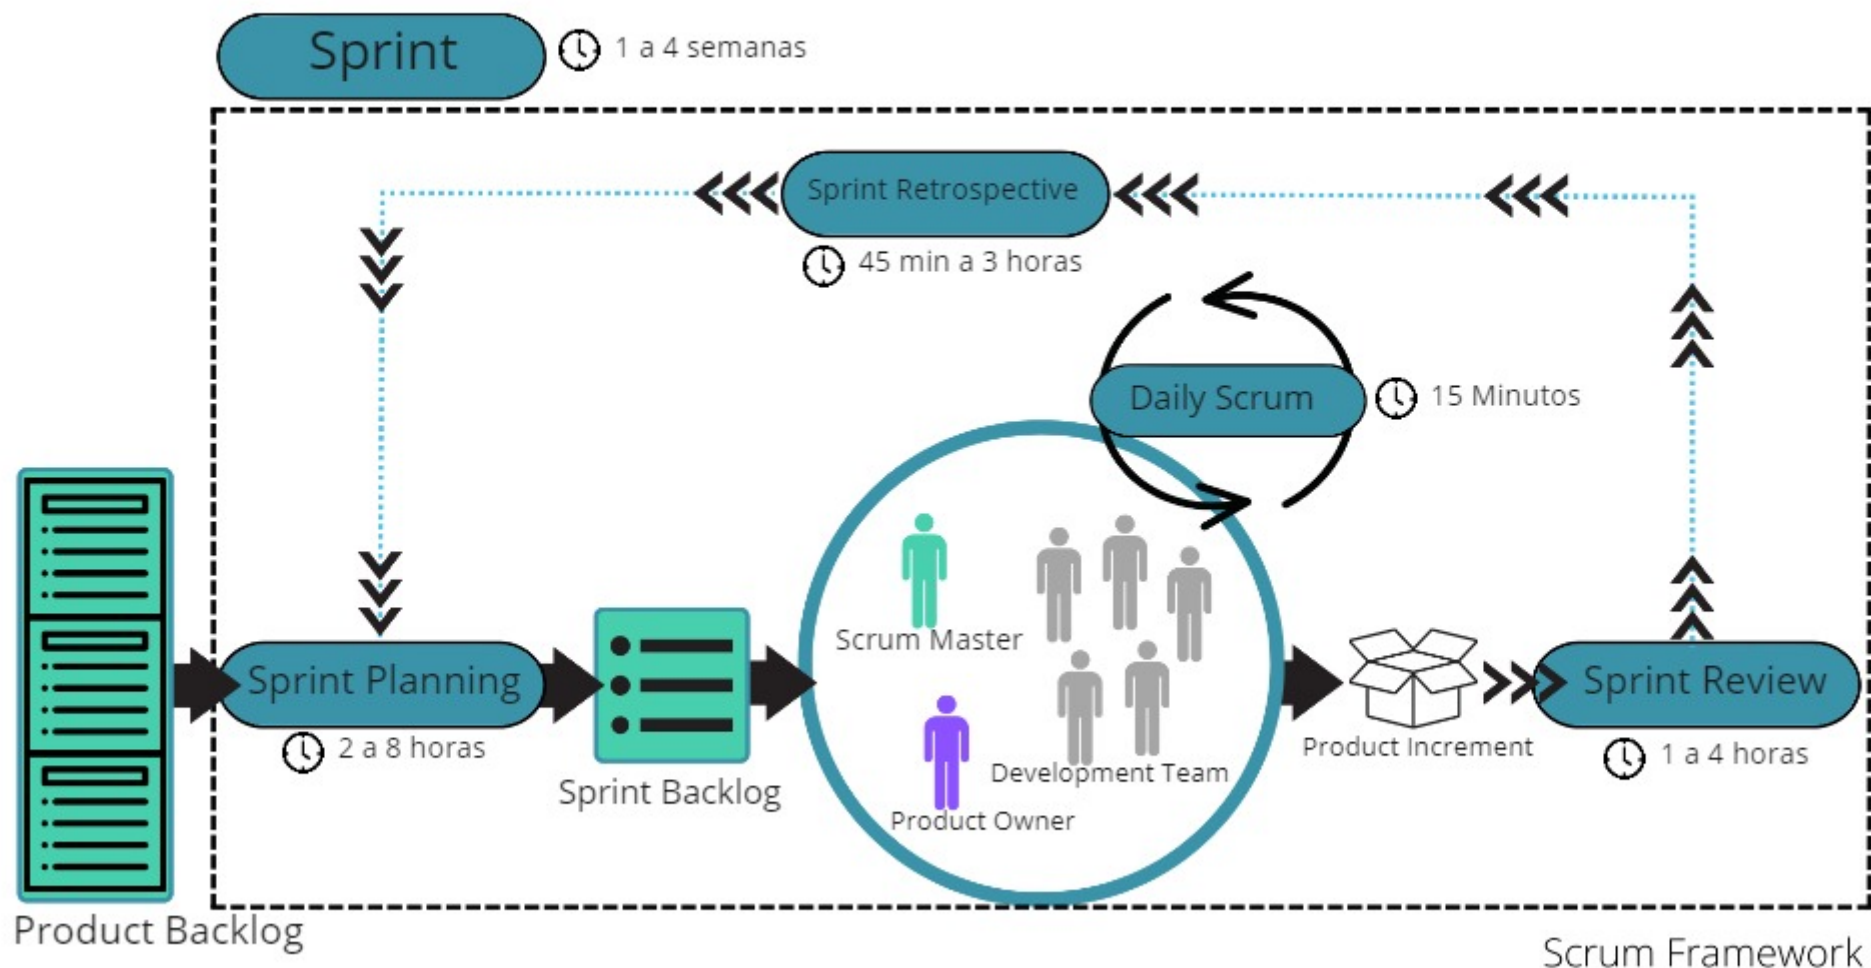 Sprint
1 a 4 semanas
Sprint Retrospective
45 min a 3 horas
Daily Scrum
15 Minutos
Scrum Master
Development Team
Product Owner
Sprint Planning
2 a 8 horas
Sprint Backlog
Product Increment
Sprint Review
1 a 4 horas
Product Backlog
Scrum Framework